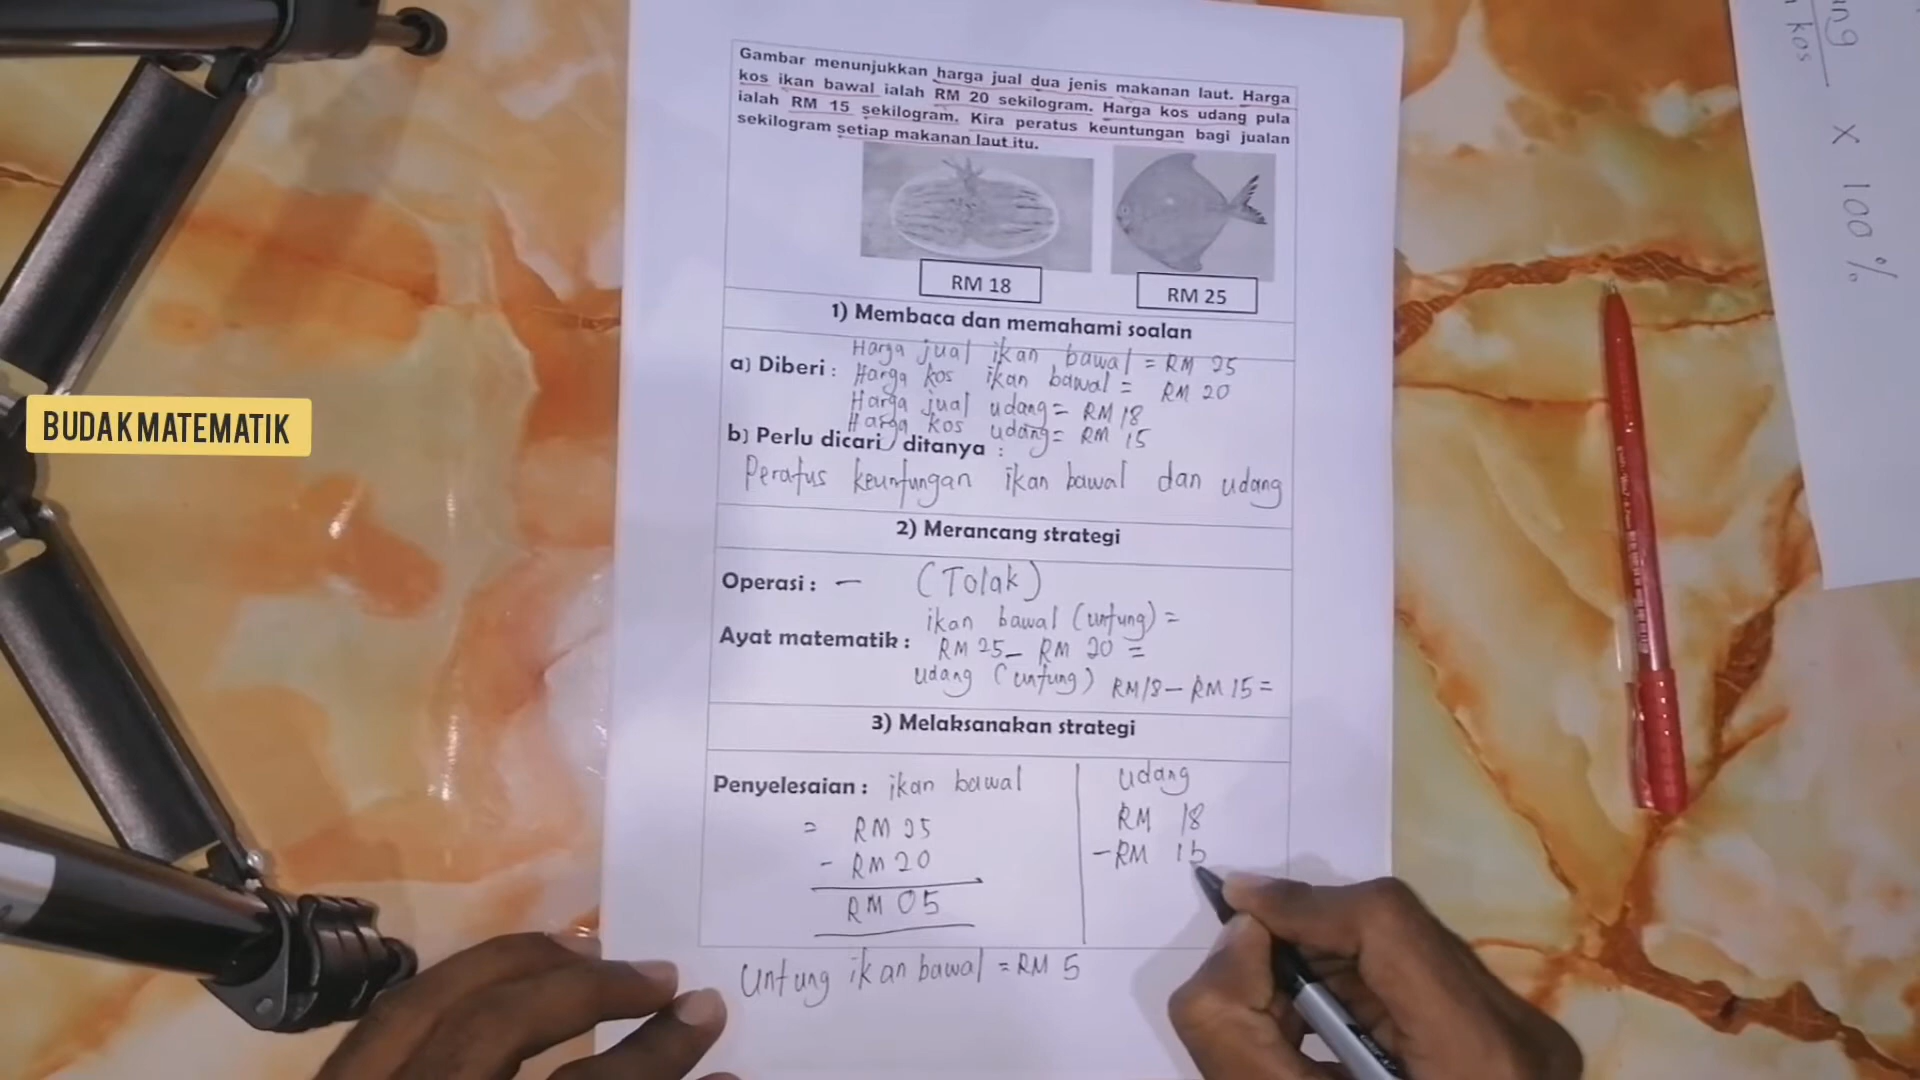 Gambar menunjukkan harga jual dua jenis makanan laut. Harga
kos ikan bawal ialah RM 20 sekilogram. Harga kos udang pula
ialah RM 15 sekilogram. Kira peratus keuntungan bagi jualan
sekilogram setiap makanan laut itu.
RM 18
RM 25
1) Membaca dan memahami soalan
a) Diberi : Harga jual ikan bawal = RM 25
Harga kos ikan bawal = RM 20
Harga jual udang = RM 18
Harga kos udang = RM 15
b) Perlu dicari / ditanya :
Peratus keuntungan ikan bawal dan udang
2) Merancang strategi
Operasi : – (Tolak)
ikan bawal (untung) =
Ayat matematik : RM 25 – RM 20 =
udang (untung) RM 18 – RM 15 =
3) Melaksanakan strategi
Penyelesaian : ikan bawal
= RM 25
- RM 20
RM 05
udang
RM 18
- RM 15
Untung ikan bawal = RM 5
BUDAK MATEMATIK
kos
x 100 %